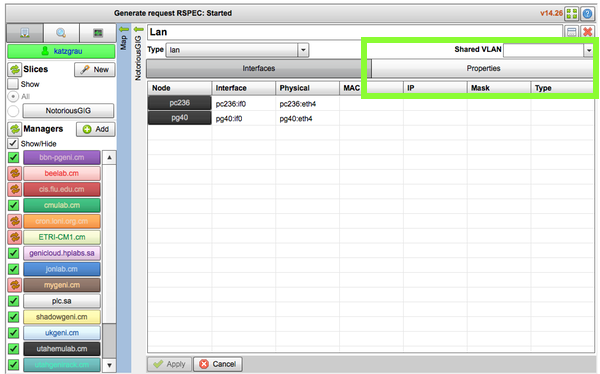 Generate request RSPEC: Started
v14.26
katzgrau
Slices
New
Show
All
NotoriousGIG
Managers
Add
Show/Hide
bbn-pgeni.cm
beelab.cm
cis.fiu.edu.cm
cmulab.cm
cron.loni.org.cm
ETRI-CM1.cm
genicloud.hplabs.sa
jonlab.cm
mygeni.cm
plc.sa
shadowgeni.cm
ukgeni.cm
utahemulab.cm
Map
NotoriousGIG
Lan
Type lan
Shared VLAN
Interfaces Properties
Node Interface Physical MAC IP Mask Type
pc236 pc236:if0 pc236:eth4
pg40 pg40:if0 pg40:eth4
Apply Cancel